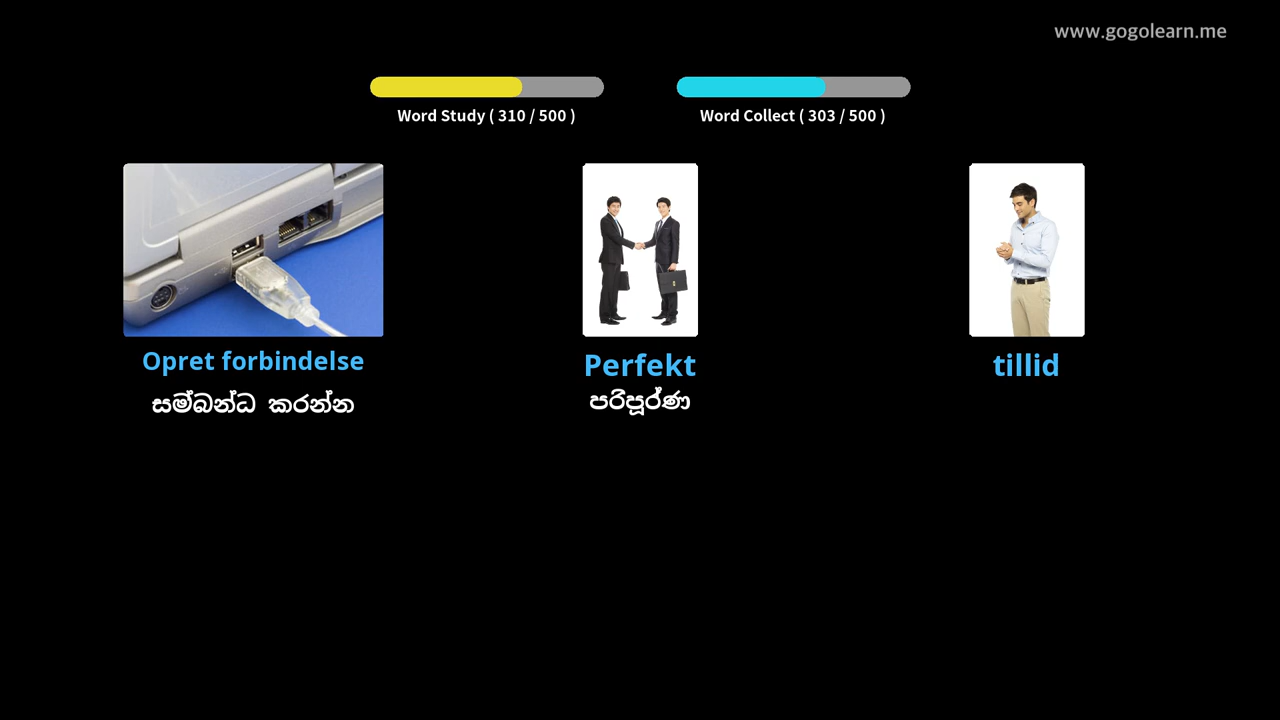 www.gogolearn.me
Word Study ( 310 / 500 )
Word Collect ( 303 / 500 )
Opret forbindelse
සම්බන්ධ කරන්න
Perfekt
පරිපූර්ණ
tillid